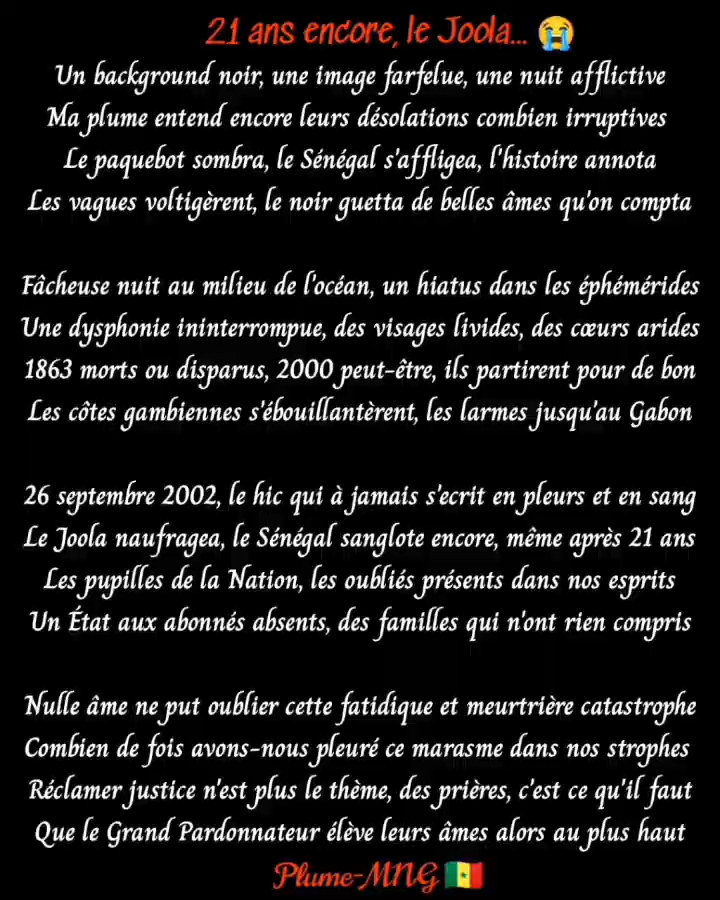 21 ans encore, le Joola... 😭
Un background noir, une image farfelue, une nuit afflictive
Ma plume entend encore leurs désolations combien irruptives
Le paquebot sombra, le Sénégal s'affligea, l'histoire annota
Les vagues voltigèrent, le noir guetta de belles âmes qu'on compta
Fâcheuse nuit au milieu de l'océan, un hiatus dans les éphémérides
Une dysphonie ininterrompue, des visages livides, des cœurs arides
1863 morts ou disparus, 2000 peut-être, ils partirent pour de bon
Les côtes gambiennes s'ébouillantèrent, les larmes jusqu'au Gabon
26 septembre 2002, le hic qui à jamais s'ecrit en pleurs et en sang
Le Joola naufragea, le Sénégal sanglote encore, même après 21 ans
Les pupilles de la Nation, les oubliés présents dans nos esprits
Un État aux abonnés absents, des familles qui n'ont rien compris
Nulle âme ne put oublier cette fatidique et meurtrière catastrophe
Combien de fois avons-nous pleuré ce marasme dans nos strophes
Réclamer justice n'est plus le thème, des prières, c'est ce qu'il faut
Que le Grand Pardonnateur élève leurs âmes alors au plus haut
Plume-MNG 🇸🇳